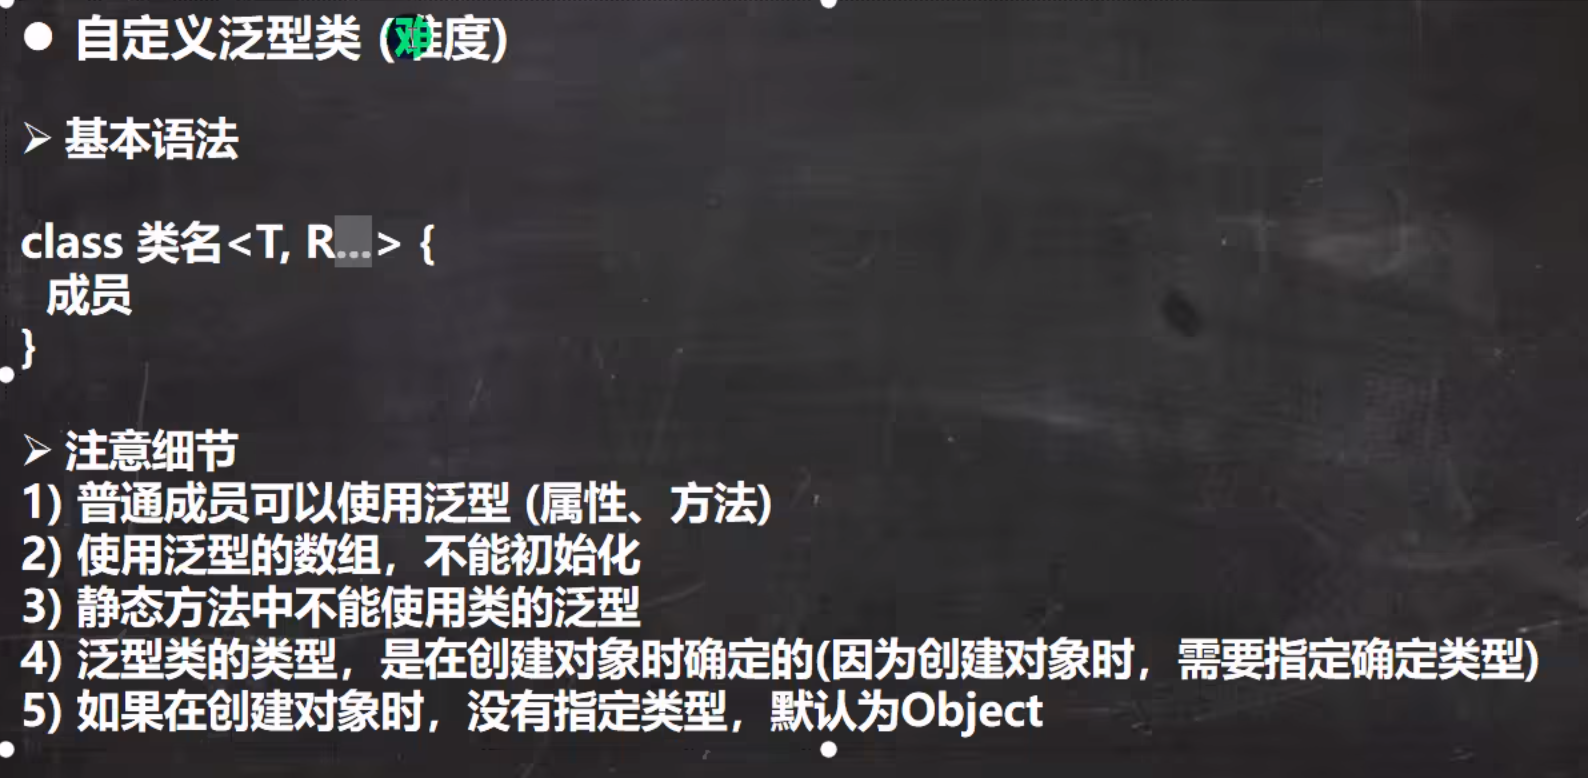 ● 自定义泛型类 (难度)
➢ 基本语法
class 类名<T, R...> {
成员
}
➢ 注意细节
1) 普通成员可以使用泛型 (属性、方法)
2) 使用泛型的数组，不能初始化
3) 静态方法中不能使用类的泛型
4) 泛型类的类型，是在创建对象时确定的(因为创建对象时，需要指定确定类型)
5) 如果在创建对象时，没有指定类型，默认为Object